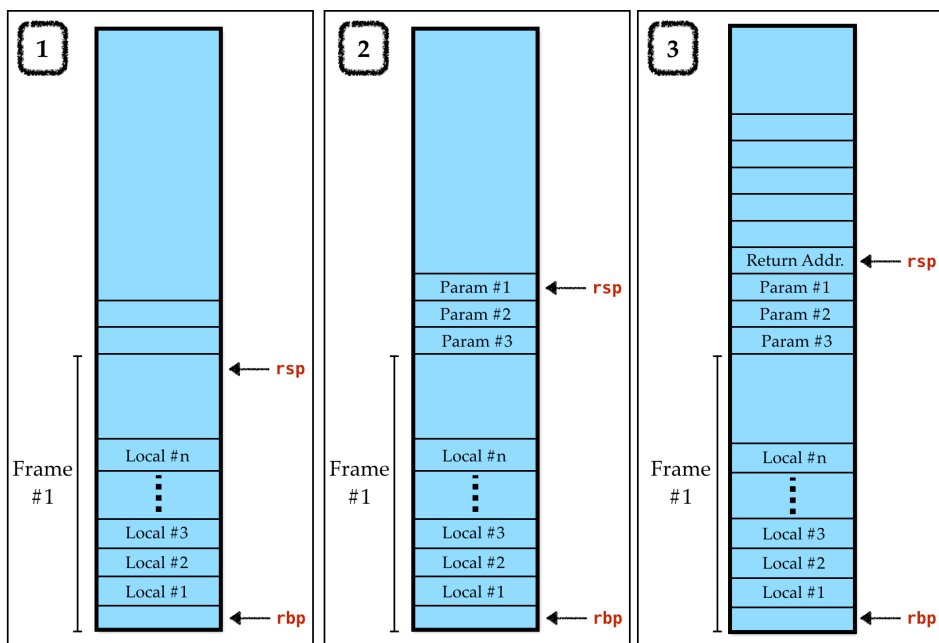 1
rsp
Local #n
Frame
#1
Local #3
Local #2
Local #1
rbp
2
Param #1
rsp
Param #2
Param #3
Local #n
Frame
#1
Local #3
Local #2
Local #1
rbp
3
Return Addr.
rsp
Param #1
Param #2
Param #3
Local #n
Frame
#1
Local #3
Local #2
Local #1
rbp